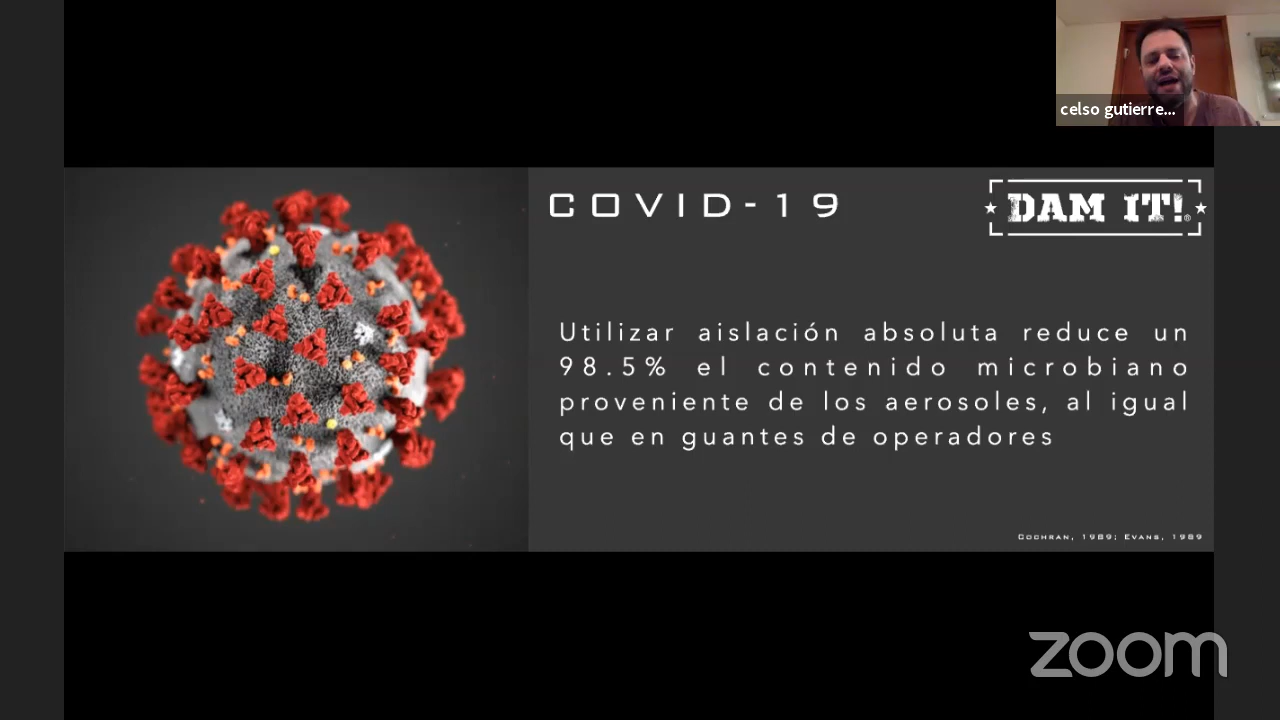 celso gutierre...
COVID-19
DAM IT!®
Utilizar aislación absoluta reduce un
98.5% el contenido microbiano
proveniente de los aerosoles, al igual
que en guantes de operadores
Cochran, 1989; Evans, 1989
zoom